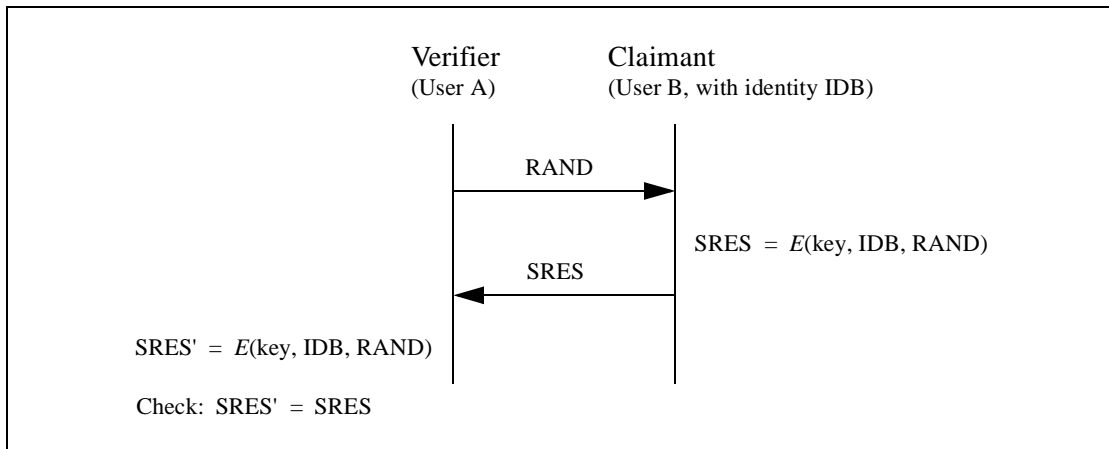 Verifier
(User A)
Claimant
(User B, with identity IDB)
RAND
SRES = E(key, IDB, RAND)
SRES
SRES' = E(key, IDB, RAND)
Check: SRES' = SRES